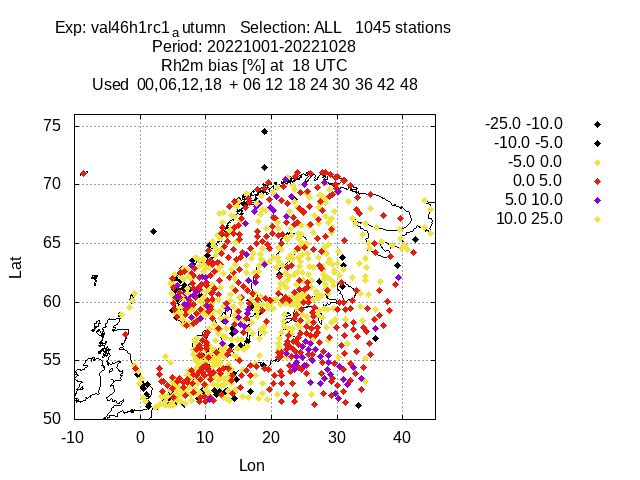 Exp: val46h1rc1autumn   Selection: ALL   1045 stations
Period: 20221001-20221028
Rh2m bias [%] at  18 UTC
Used  00,06,12,18  + 06 12 18 24 30 36 42 48
-25.0 -10.0
-10.0 -5.0
-5.0 0.0
0.0 5.0
5.0 10.0
10.0 25.0
75
70
65
60
55
50
Lat
-10 0 10 20 30 40
Lon